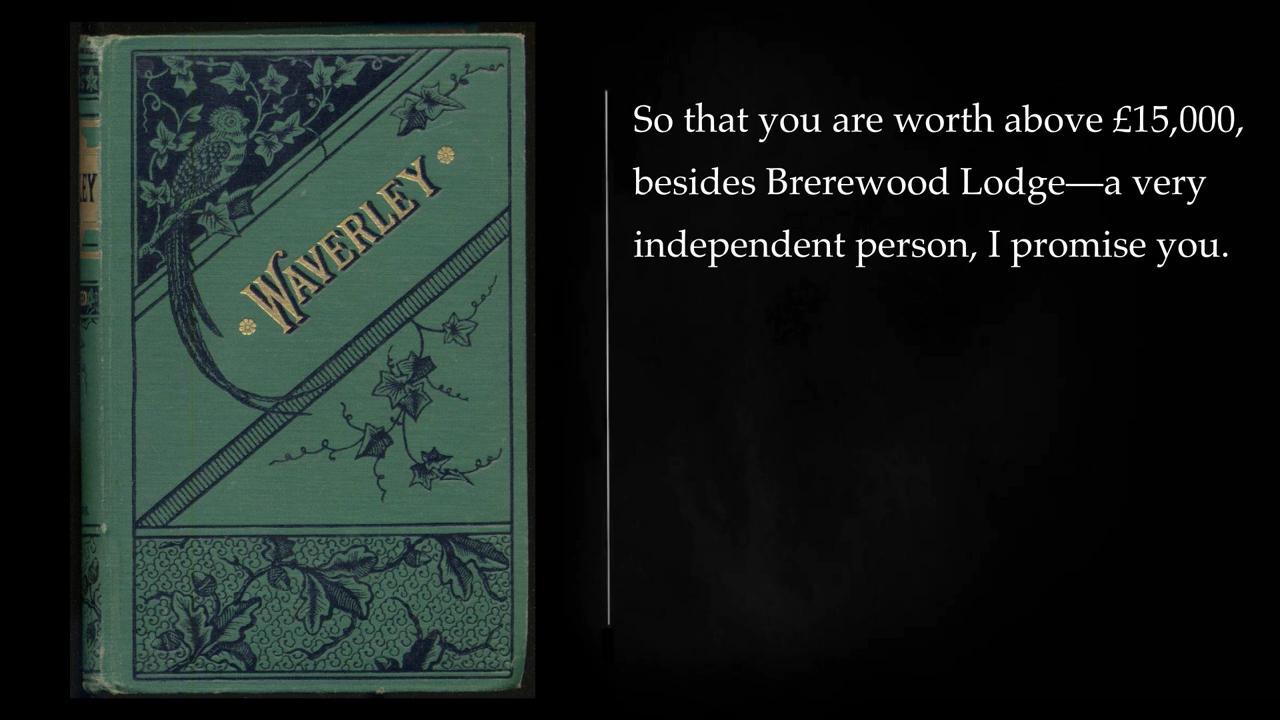 WAVERLEY
So that you are worth above £15,000,
besides Brerewood Lodge—a very
independent person, I promise you.